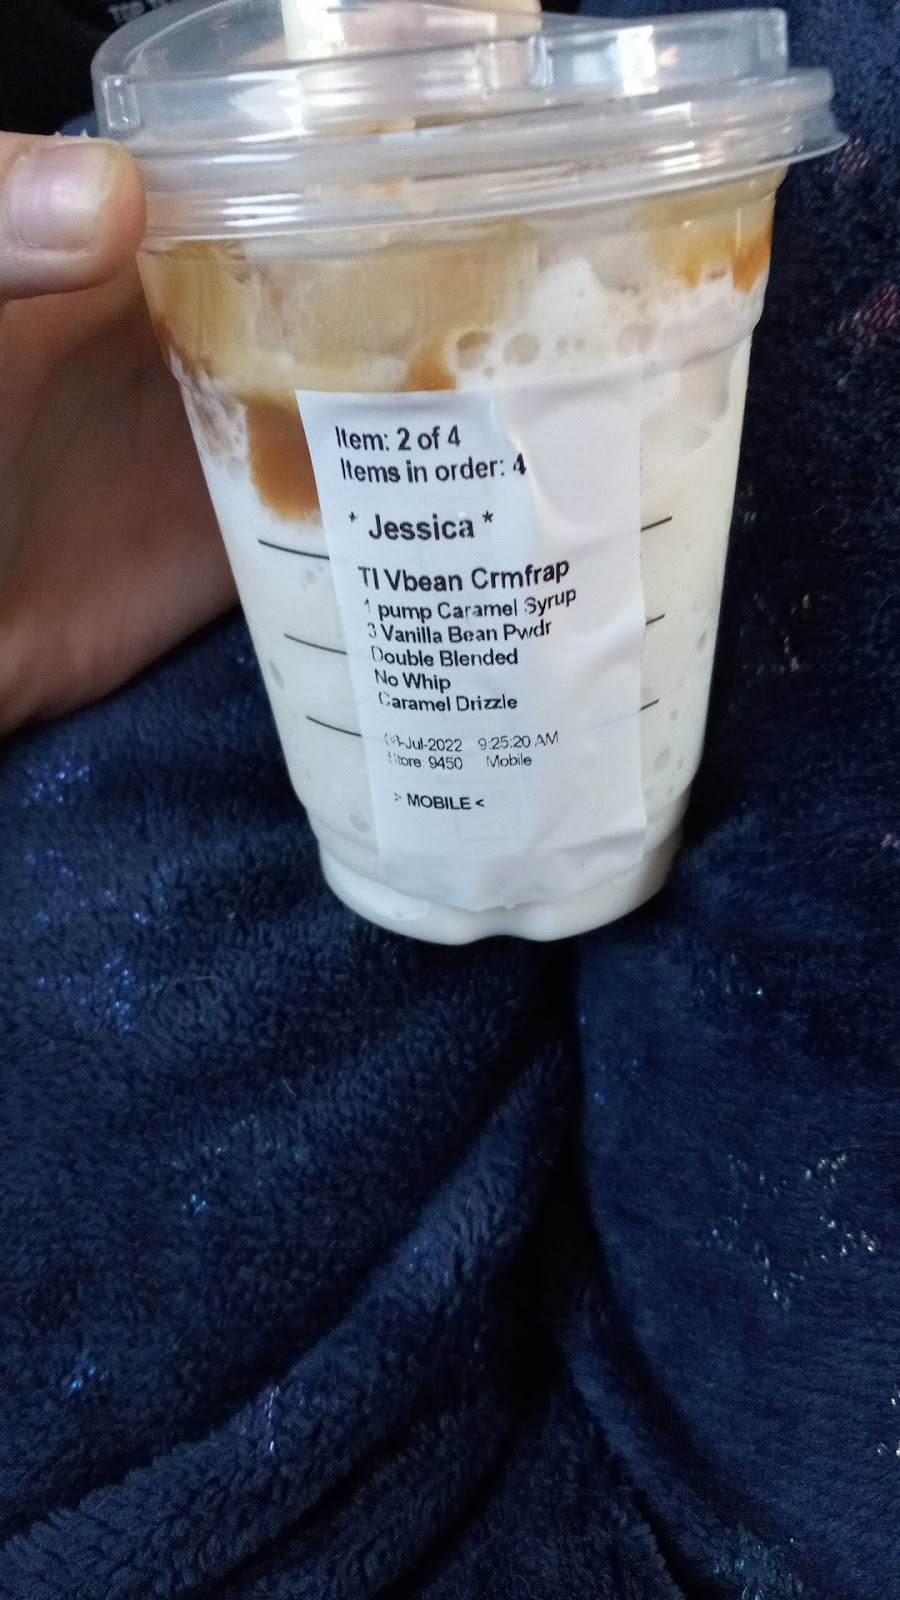 Item: 2 of 4
Items in order: 4
* Jessica *
Tl Vbean Crmfrap
1 pump Caramel Syrup
3 Vanilla Bean Pwdr
Double Blended
No Whip
Caramel Drizzle
-Jul-2022 9:25:20 AM
Store: 9450 Mobile
> MOBILE <